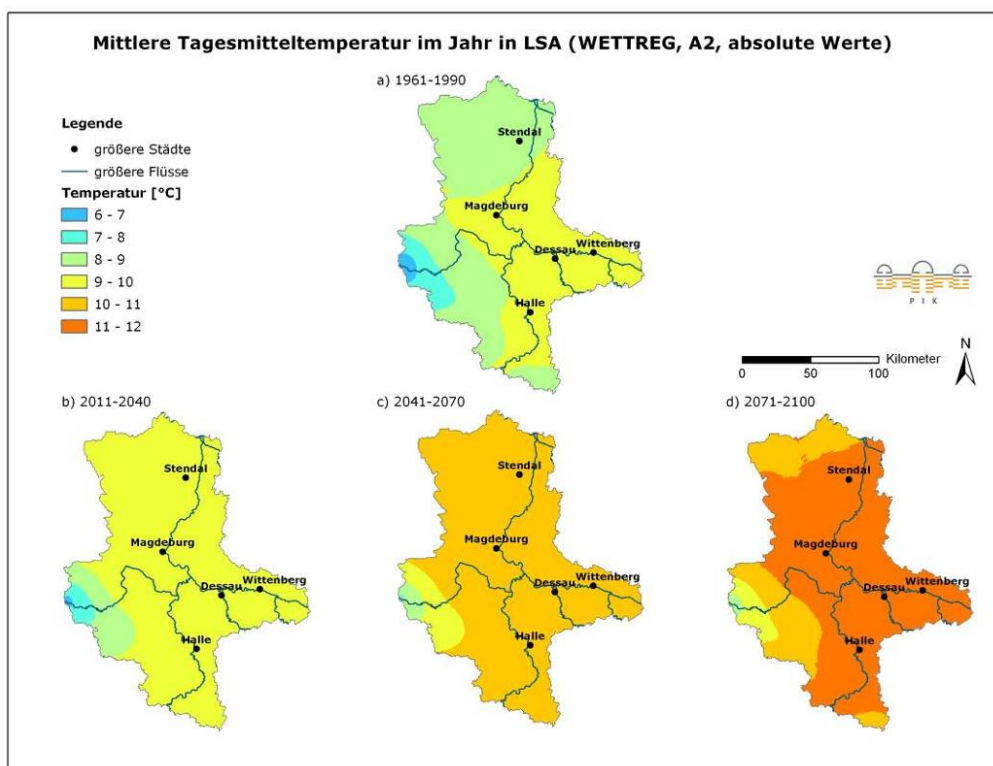 Mittlere Tagesmitteltemperatur im Jahr in LSA (WETTREG, A2, absolute Werte)
a) 1961-1990
Legende
größere Städte
größere Flüsse
Temperatur [°C]
6 - 7
7 - 8
8 - 9
9 - 10
10 - 11
11 - 12
Stendal
Magdeburg
Dessau
Wittenberg
Halle
P I K
Kilometer
0 50 100
N
b) 2011-2040
Stendal
Magdeburg
Dessau
Wittenberg
Halle
c) 2041-2070
Stendal
Magdeburg
Dessau
Wittenberg
Halle
d) 2071-2100
Stendal
Magdeburg
Dessau
Wittenberg
Halle